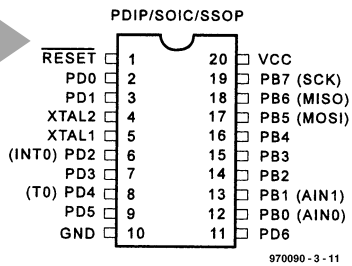 PDIP/SOIC/SSOP
RESET 1 20 VCC
PD0 2 19 PB7 (SCK)
PD1 3 18 PB6 (MISO)
XTAL2 4 17 PB5 (MOSI)
XTAL1 5 16 PB4
(INT0) PD2 6 15 PB3
PD3 7 14 PB2
(T0) PD4 8 13 PB1 (AIN1)
PD5 9 12 PB0 (AIN0)
GND 10 11 PD6
970090 - 3 - 11